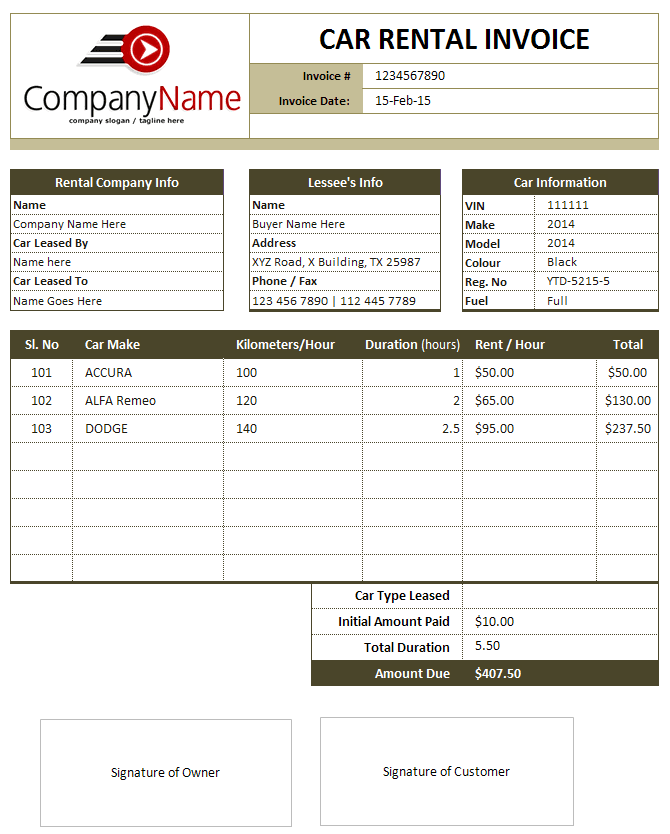 CompanyName
company slogan / tagline here
CAR RENTAL INVOICE
Invoice # 1234567890
Invoice Date: 15-Feb-15
Rental Company Info
Name
Company Name Here
Car Leased By
Name here
Car Leased To
Name Goes Here
Lessee's Info
Name
Buyer Name Here
Address
XYZ Road, X Building, TX 25987
Phone / Fax
123 456 7890 | 112 445 7789
Car Information
VIN 111111
Make 2014
Model 2014
Colour Black
Reg. No YTD-5215-5
Fuel Full
Sl. No Car Make Kilometers/Hour Duration (hours) Rent / Hour Total
101 ACCURA 100 1 $50.00 $50.00
102 ALFA Remeo 120 2 $65.00 $130.00
103 DODGE 140 2.5 $95.00 $237.50
Car Type Leased
Initial Amount Paid $10.00
Total Duration 5.50
Amount Due $407.50
Signature of Owner
Signature of Customer